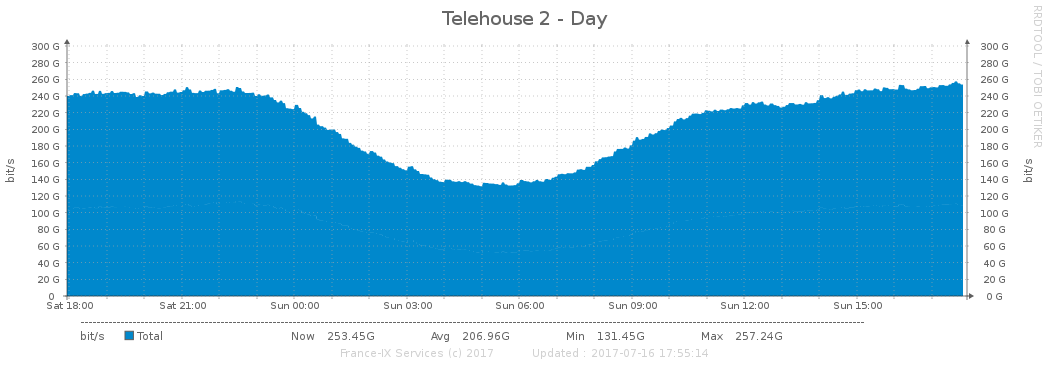 Telehouse 2 - Day
RRDTOOL / TOBI OETIKER
bit/s
300 G 300 G
280 G 280 G
260 G 260 G
240 G 240 G
220 G 220 G
200 G 200 G
180 G 180 G
160 G 160 G
140 G 140 G
120 G 120 G
100 G 100 G
80 G 80 G
60 G 60 G
40 G 40 G
20 G 20 G
0 0 G
bit/s
Sat 18:00 Sat 21:00 Sun 00:00 Sun 03:00 Sun 06:00 Sun 09:00 Sun 12:00 Sun 15:00
bit/s Total Now 253.45G Avg 206.96G Min 131.45G Max 257.24G
France-IX Services (c) 2017 Updated : 2017-07-16 17:55:14